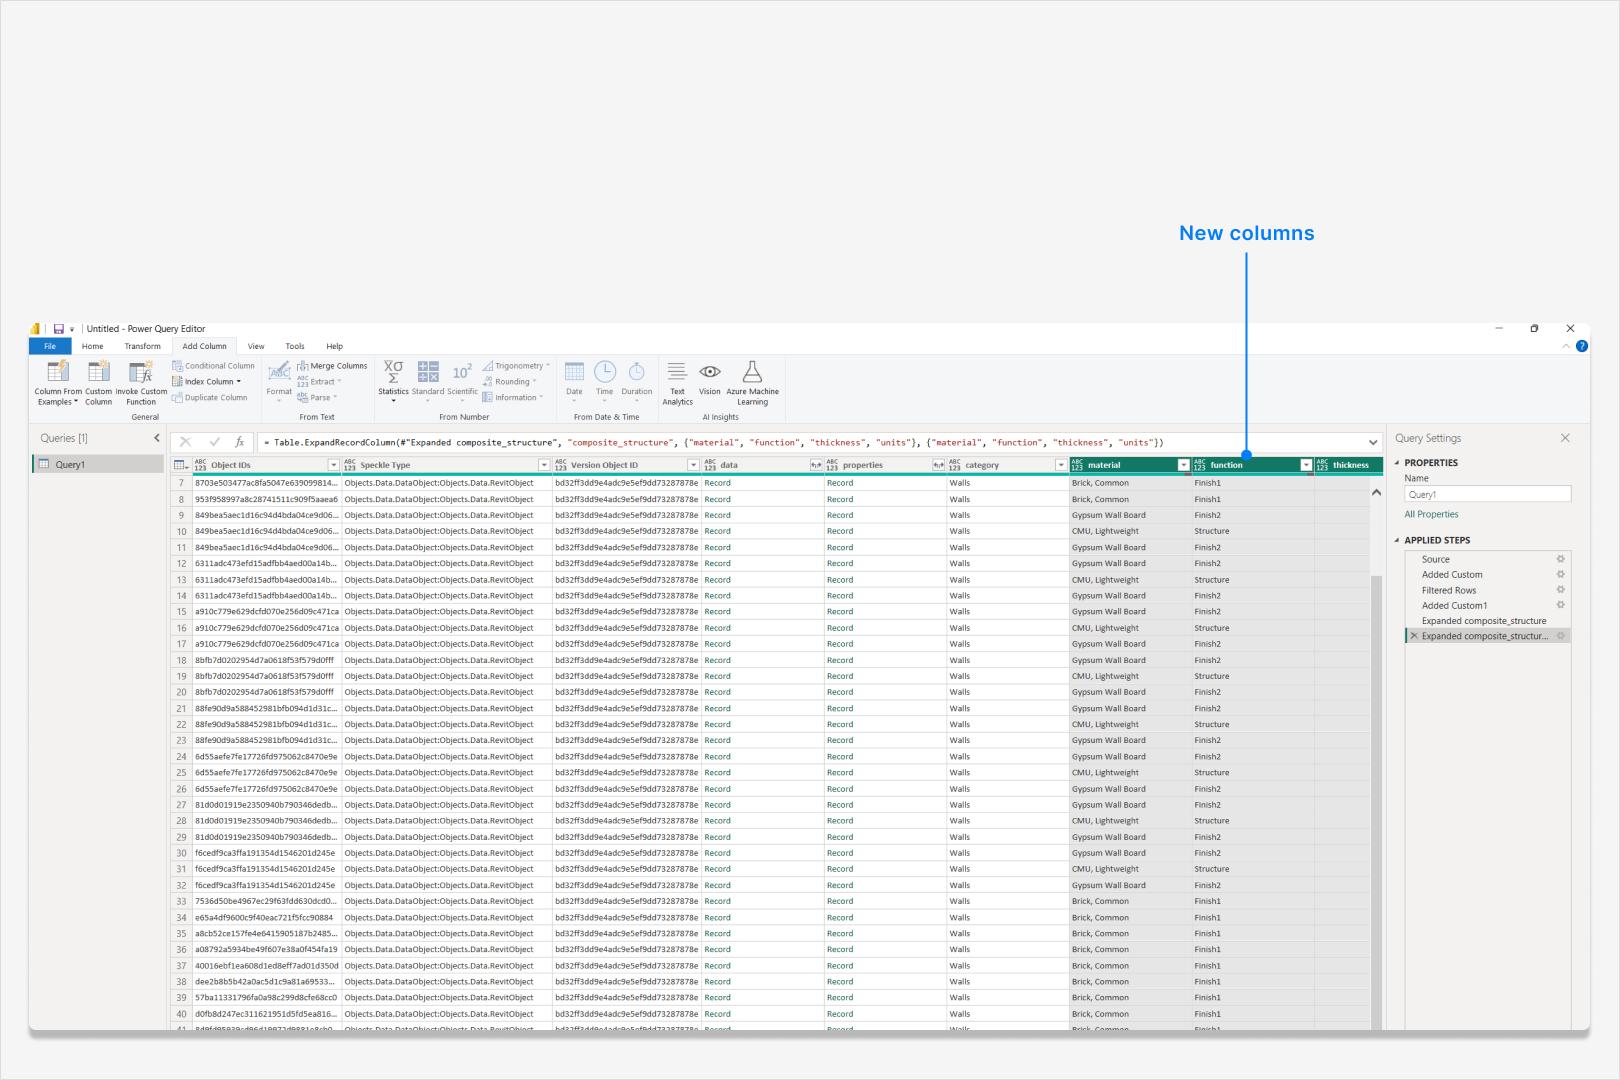 New columns
Untitled - Power Query Editor
File Home Transform Add Column View Tools Help ?
Column From Examples
Custom Column
Invoke Custom Function
Conditional Column
Index Column
Duplicate Column
General
Format
Merge Columns
Extract
Parse
From Text
Statistics
Standard
Scientific
Trigonometry
Rounding
Information
From Number
Date
Time
Duration
From Date & Time
Text Analytics
Vision
Azure Machine Learning
AI Insights
Queries [1]
Query1
fx = Table.ExpandRecordColumn(#"Expanded composite_structure", "composite_structure", {"material", "function", "thickness", "units"}, {"material", "function", "thickness", "units"})
ABC 123 Object IDs ABC 123 Speckle Type ABC 123 Version Object ID ABC 123 data ABC 123 properties ABC 123 category ABC 123 material ABC 123 function ABC 123 thickness
7 8703e503477ac8fa5047e639099814... Objects.Data.DataObject:Objects.Data.RevitObject bd32ff3dd9e4adc9e5ef9dd73287878e Record Record Walls Brick, Common Finish1
8 953f958997a8c28741511c909f5aaea6 Objects.Data.DataObject:Objects.Data.RevitObject bd32ff3dd9e4adc9e5ef9dd73287878e Record Record Walls Brick, Common Finish1
9 849bea5aec1d16c94d4bda04ce9d06... Objects.Data.DataObject:Objects.Data.RevitObject bd32ff3dd9e4adc9e5ef9dd73287878e Record Record Walls Gypsum Wall Board Finish2
10 849bea5aec1d16c94d4bda04ce9d06... Objects.Data.DataObject:Objects.Data.RevitObject bd32ff3dd9e4adc9e5ef9dd73287878e Record Record Walls CMU, Lightweight Structure
11 849bea5aec1d16c94d4bda04ce9d06... Objects.Data.DataObject:Objects.Data.RevitObject bd32ff3dd9e4adc9e5ef9dd73287878e Record Record Walls Gypsum Wall Board Finish2
12 6311adc473efd15adfbb4aed00a14b... Objects.Data.DataObject:Objects.Data.RevitObject bd32ff3dd9e4adc9e5ef9dd73287878e Record Record Walls Gypsum Wall Board Finish2
13 6311adc473efd15adfbb4aed00a14b... Objects.Data.DataObject:Objects.Data.RevitObject bd32ff3dd9e4adc9e5ef9dd73287878e Record Record Walls CMU, Lightweight Structure
14 6311adc473efd15adfbb4aed00a14b... Objects.Data.DataObject:Objects.Data.RevitObject bd32ff3dd9e4adc9e5ef9dd73287878e Record Record Walls Gypsum Wall Board Finish2
15 a910c779e629dcfd070e256d09c471ca Objects.Data.DataObject:Objects.Data.RevitObject bd32ff3dd9e4adc9e5ef9dd73287878e Record Record Walls Gypsum Wall Board Finish2
16 a910c779e629dcfd070e256d09c471ca Objects.Data.DataObject:Objects.Data.RevitObject bd32ff3dd9e4adc9e5ef9dd73287878e Record Record Walls CMU, Lightweight Structure
17 a910c779e629dcfd070e256d09c471ca Objects.Data.DataObject:Objects.Data.RevitObject bd32ff3dd9e4adc9e5ef9dd73287878e Record Record Walls Gypsum Wall Board Finish2
18 8bfb7d0202954d7a0618f53f579d0fff Objects.Data.DataObject:Objects.Data.RevitObject bd32ff3dd9e4adc9e5ef9dd73287878e Record Record Walls Gypsum Wall Board Finish2
19 8bfb7d0202954d7a0618f53f579d0fff Objects.Data.DataObject:Objects.Data.RevitObject bd32ff3dd9e4adc9e5ef9dd73287878e Record Record Walls CMU, Lightweight Structure
20 8bfb7d0202954d7a0618f53f579d0fff Objects.Data.DataObject:Objects.Data.RevitObject bd32ff3dd9e4adc9e5ef9dd73287878e Record Record Walls Gypsum Wall Board Finish2
21 88fe90d9a588452981bfb094d1d31c... Objects.Data.DataObject:Objects.Data.RevitObject bd32ff3dd9e4adc9e5ef9dd73287878e Record Record Walls Gypsum Wall Board Finish2
22 88fe90d9a588452981bfb094d1d31c... Objects.Data.DataObject:Objects.Data.RevitObject bd32ff3dd9e4adc9e5ef9dd73287878e Record Record Walls CMU, Lightweight Structure
23 88fe90d9a588452981bfb094d1d31c... Objects.Data.DataObject:Objects.Data.RevitObject bd32ff3dd9e4adc9e5ef9dd73287878e Record Record Walls Gypsum Wall Board Finish2
24 6d55aefe7fe17726fd975062c8470e9e Objects.Data.DataObject:Objects.Data.RevitObject bd32ff3dd9e4adc9e5ef9dd73287878e Record Record Walls Gypsum Wall Board Finish2
25 6d55aefe7fe17726fd975062c8470e9e Objects.Data.DataObject:Objects.Data.RevitObject bd32ff3dd9e4adc9e5ef9dd73287878e Record Record Walls CMU, Lightweight Structure
26 6d55aefe7fe17726fd975062c8470e9e Objects.Data.DataObject:Objects.Data.RevitObject bd32ff3dd9e4adc9e5ef9dd73287878e Record Record Walls Gypsum Wall Board Finish2
27 81d0d01919e2350940b790346dedb... Objects.Data.DataObject:Objects.Data.RevitObject bd32ff3dd9e4adc9e5ef9dd73287878e Record Record Walls Gypsum Wall Board Finish2
28 81d0d01919e2350940b790346dedb... Objects.Data.DataObject:Objects.Data.RevitObject bd32ff3dd9e4adc9e5ef9dd73287878e Record Record Walls CMU, Lightweight Structure
29 81d0d01919e2350940b790346dedb... Objects.Data.DataObject:Objects.Data.RevitObject bd32ff3dd9e4adc9e5ef9dd73287878e Record Record Walls Gypsum Wall Board Finish2
30 f6cedf9ca3ffa191354d1546201d245e Objects.Data.DataObject:Objects.Data.RevitObject bd32ff3dd9e4adc9e5ef9dd73287878e Record Record Walls Gypsum Wall Board Finish2
31 f6cedf9ca3ffa191354d1546201d245e Objects.Data.DataObject:Objects.Data.RevitObject bd32ff3dd9e4adc9e5ef9dd73287878e Record Record Walls CMU, Lightweight Structure
32 f6cedf9ca3ffa191354d1546201d245e Objects.Data.DataObject:Objects.Data.RevitObject bd32ff3dd9e4adc9e5ef9dd73287878e Record Record Walls Gypsum Wall Board Finish2
33 7536d50be4967ec29f63fdd630dcd0... Objects.Data.DataObject:Objects.Data.RevitObject bd32ff3dd9e4adc9e5ef9dd73287878e Record Record Walls Brick, Common Finish1
34 e65a4df9600c9f40eac721f5fcc90884 Objects.Data.DataObject:Objects.Data.RevitObject bd32ff3dd9e4adc9e5ef9dd73287878e Record Record Walls Brick, Common Finish1
35 a8cb52ce157fe4e6415905187b2485... Objects.Data.DataObject:Objects.Data.RevitObject bd32ff3dd9e4adc9e5ef9dd73287878e Record Record Walls Brick, Common Finish1
36 a08792a5934be49f607e38a0f454fa19 Objects.Data.DataObject:Objects.Data.RevitObject bd32ff3dd9e4adc9e5ef9dd73287878e Record Record Walls Brick, Common Finish1
37 40016ebf1ea608d1ed8eff7ad01d350d Objects.Data.DataObject:Objects.Data.RevitObject bd32ff3dd9e4adc9e5ef9dd73287878e Record Record Walls Brick, Common Finish1
38 dee2b8b5b42a0ac5d1c9a81a69533... Objects.Data.DataObject:Objects.Data.RevitObject bd32ff3dd9e4adc9e5ef9dd73287878e Record Record Walls Brick, Common Finish1
39 57ba11331796fa0a98c299d8cfe68cc0 Objects.Data.DataObject:Objects.Data.RevitObject bd32ff3dd9e4adc9e5ef9dd73287878e Record Record Walls Brick, Common Finish1
40 d0fb8d247ec311621951d5fd5ea816... Objects.Data.DataObject:Objects.Data.RevitObject bd32ff3dd9e4adc9e5ef9dd73287878e Record Record Walls Brick, Common Finish1
Query Settings
PROPERTIES
Name
Query1
All Properties
APPLIED STEPS
Source
Added Custom
Filtered Rows
Added Custom1
Expanded composite_structure
Expanded composite_structur...